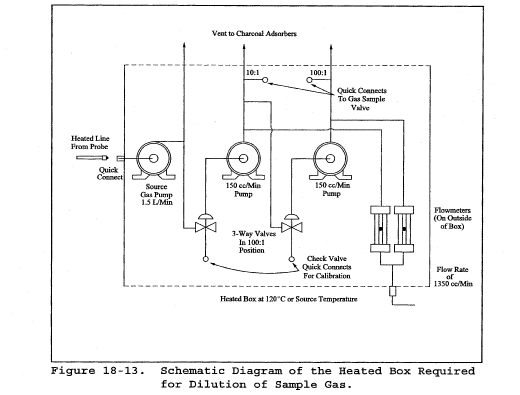 Vent to Charcoal Adsorbers
10:1
100:1
Quick Connects
To Gas Sample
Valve
Heated Line
From Probe
Quick
Connect
Source
Gas Pump
1.5 L/Min
150 cc/Min
Pump
150 cc/Min
Pump
Flowmeters
(On Outside
of Box)
3-Way Valves
In 100:1
Position
Check Valve
Quick Connects
For Calibration
Flow Rate
of
1350 cc/Min
Heated Box at 120°C or Source Temperature
Figure 18-13. Schematic Diagram of the Heated Box Required
for Dilution of Sample Gas.